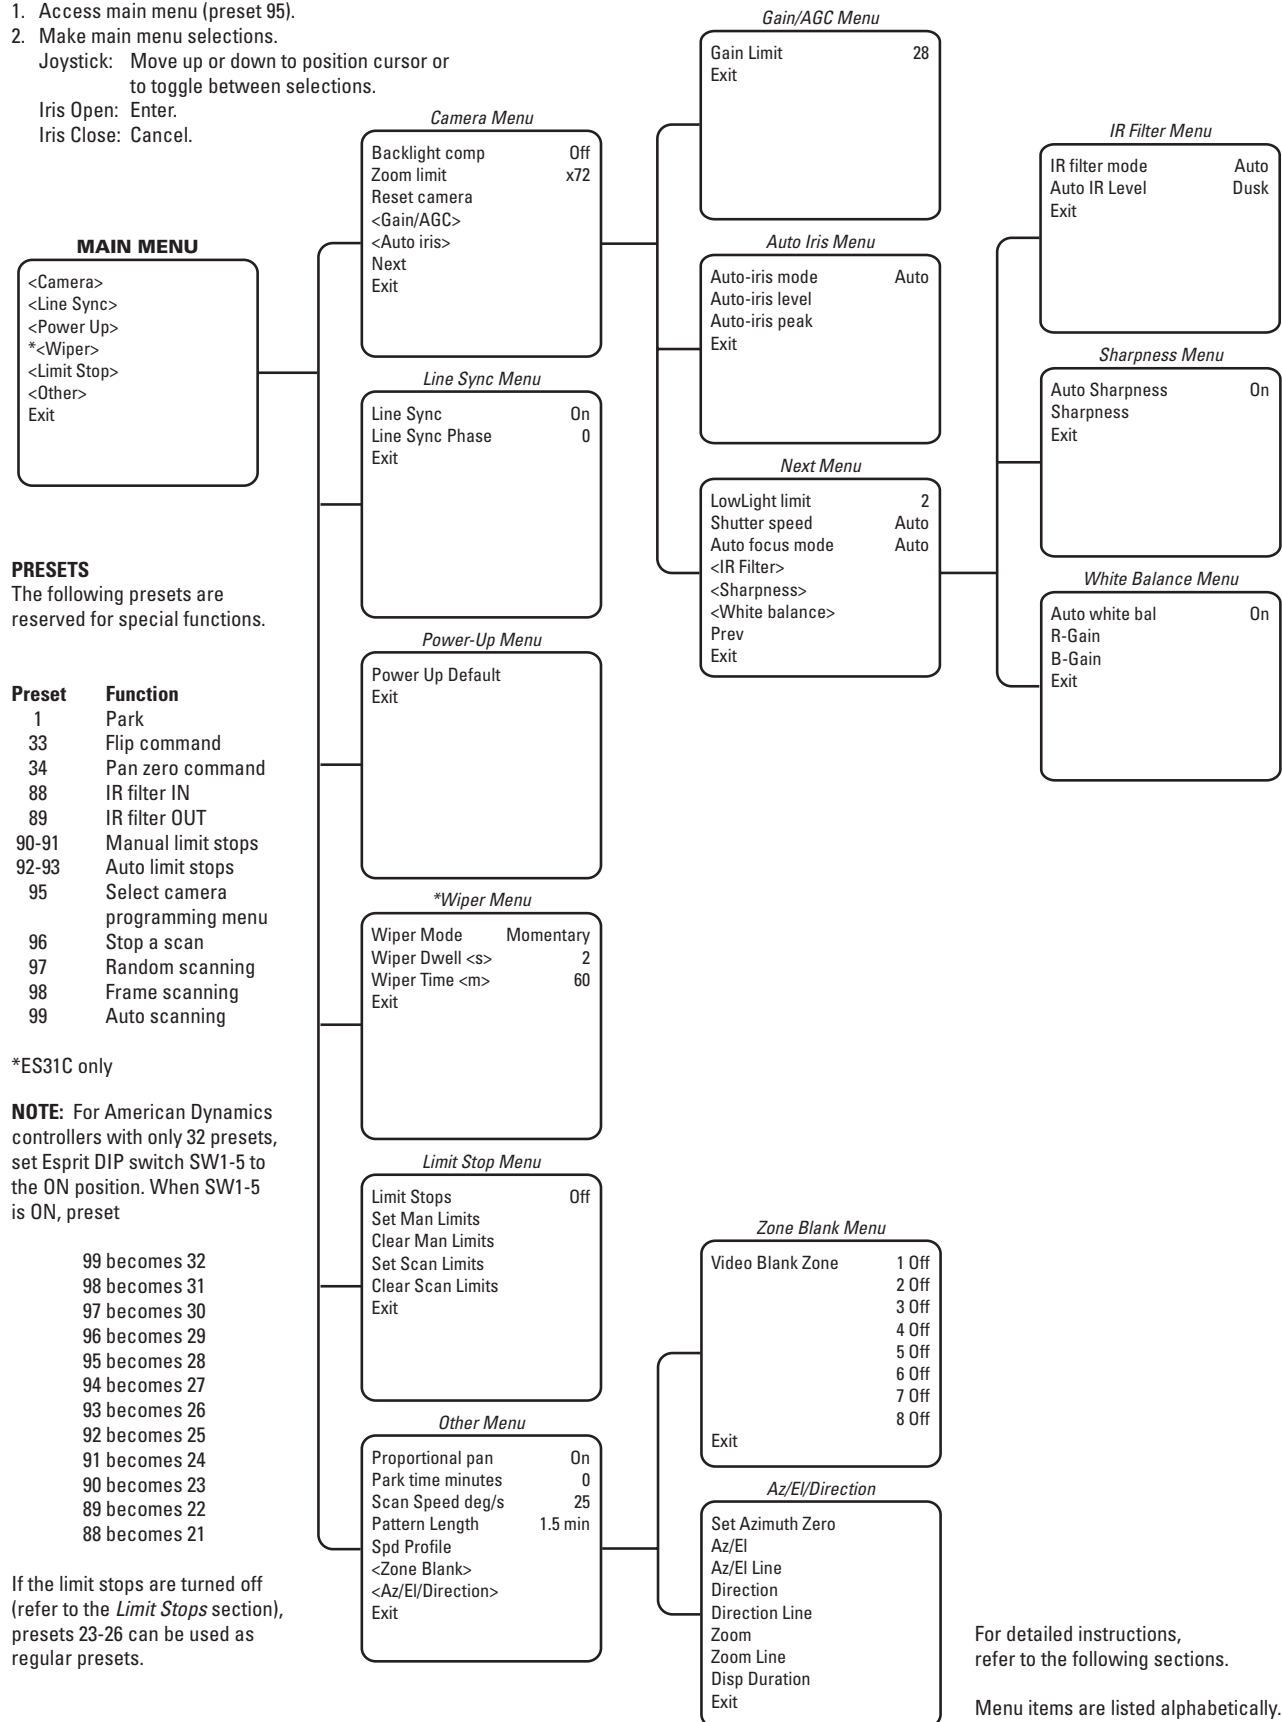 1. Access main menu (preset 95).
2. Make main menu selections.
Joystick: Move up or down to position cursor or
to toggle between selections.
Iris Open: Enter.
Iris Close: Cancel.
MAIN MENU
<Camera>
<Line Sync>
<Power Up>
*<Wiper>
<Limit Stop>
<Other>
Exit
PRESETS
The following presets are
reserved for special functions.
Preset Function
1 Park
33 Flip command
34 Pan zero command
88 IR filter IN
89 IR filter OUT
90-91 Manual limit stops
92-93 Auto limit stops
95 Select camera
programming menu
96 Stop a scan
97 Random scanning
98 Frame scanning
99 Auto scanning
*ES31C only
NOTE: For American Dynamics
controllers with only 32 presets,
set Esprit DIP switch SW1-5 to
the ON position. When SW1-5
is ON, preset
99 becomes 32
98 becomes 31
97 becomes 30
96 becomes 29
95 becomes 28
94 becomes 27
93 becomes 26
92 becomes 25
91 becomes 24
90 becomes 23
89 becomes 22
88 becomes 21
If the limit stops are turned off
(refer to the Limit Stops section),
presets 23-26 can be used as
regular presets.
Camera Menu
Backlight comp Off
Zoom limit x72
Reset camera
<Gain/AGC>
<Auto iris>
Next
Exit
Line Sync Menu
Line Sync On
Line Sync Phase 0
Exit
Power-Up Menu
Power Up Default
Exit
*Wiper Menu
Wiper Mode Momentary
Wiper Dwell <s> 2
Wiper Time <m> 60
Exit
Limit Stop Menu
Limit Stops Off
Set Man Limits
Clear Man Limits
Set Scan Limits
Clear Scan Limits
Exit
Other Menu
Proportional pan On
Park time minutes 0
Scan Speed deg/s 25
Pattern Length 1.5 min
Spd Profile
<Zone Blank>
<Az/El/Direction>
Exit
Gain/AGC Menu
Gain Limit 28
Exit
Auto Iris Menu
Auto-iris mode Auto
Auto-iris level
Auto-iris peak
Exit
Next Menu
LowLight limit 2
Shutter speed Auto
Auto focus mode Auto
<IR Filter>
<Sharpness>
<White balance>
Prev
Exit
IR Filter Menu
IR filter mode Auto
Auto IR Level Dusk
Exit
Sharpness Menu
Auto Sharpness On
Sharpness
Exit
White Balance Menu
Auto white bal On
R-Gain
B-Gain
Exit
Zone Blank Menu
Video Blank Zone 1 Off
2 Off
3 Off
4 Off
5 Off
6 Off
7 Off
8 Off
Exit
Az/El/Direction
Set Azimuth Zero
Az/El
Az/El Line
Direction
Direction Line
Zoom
Zoom Line
Disp Duration
Exit
For detailed instructions,
refer to the following sections.
Menu items are listed alphabetically.